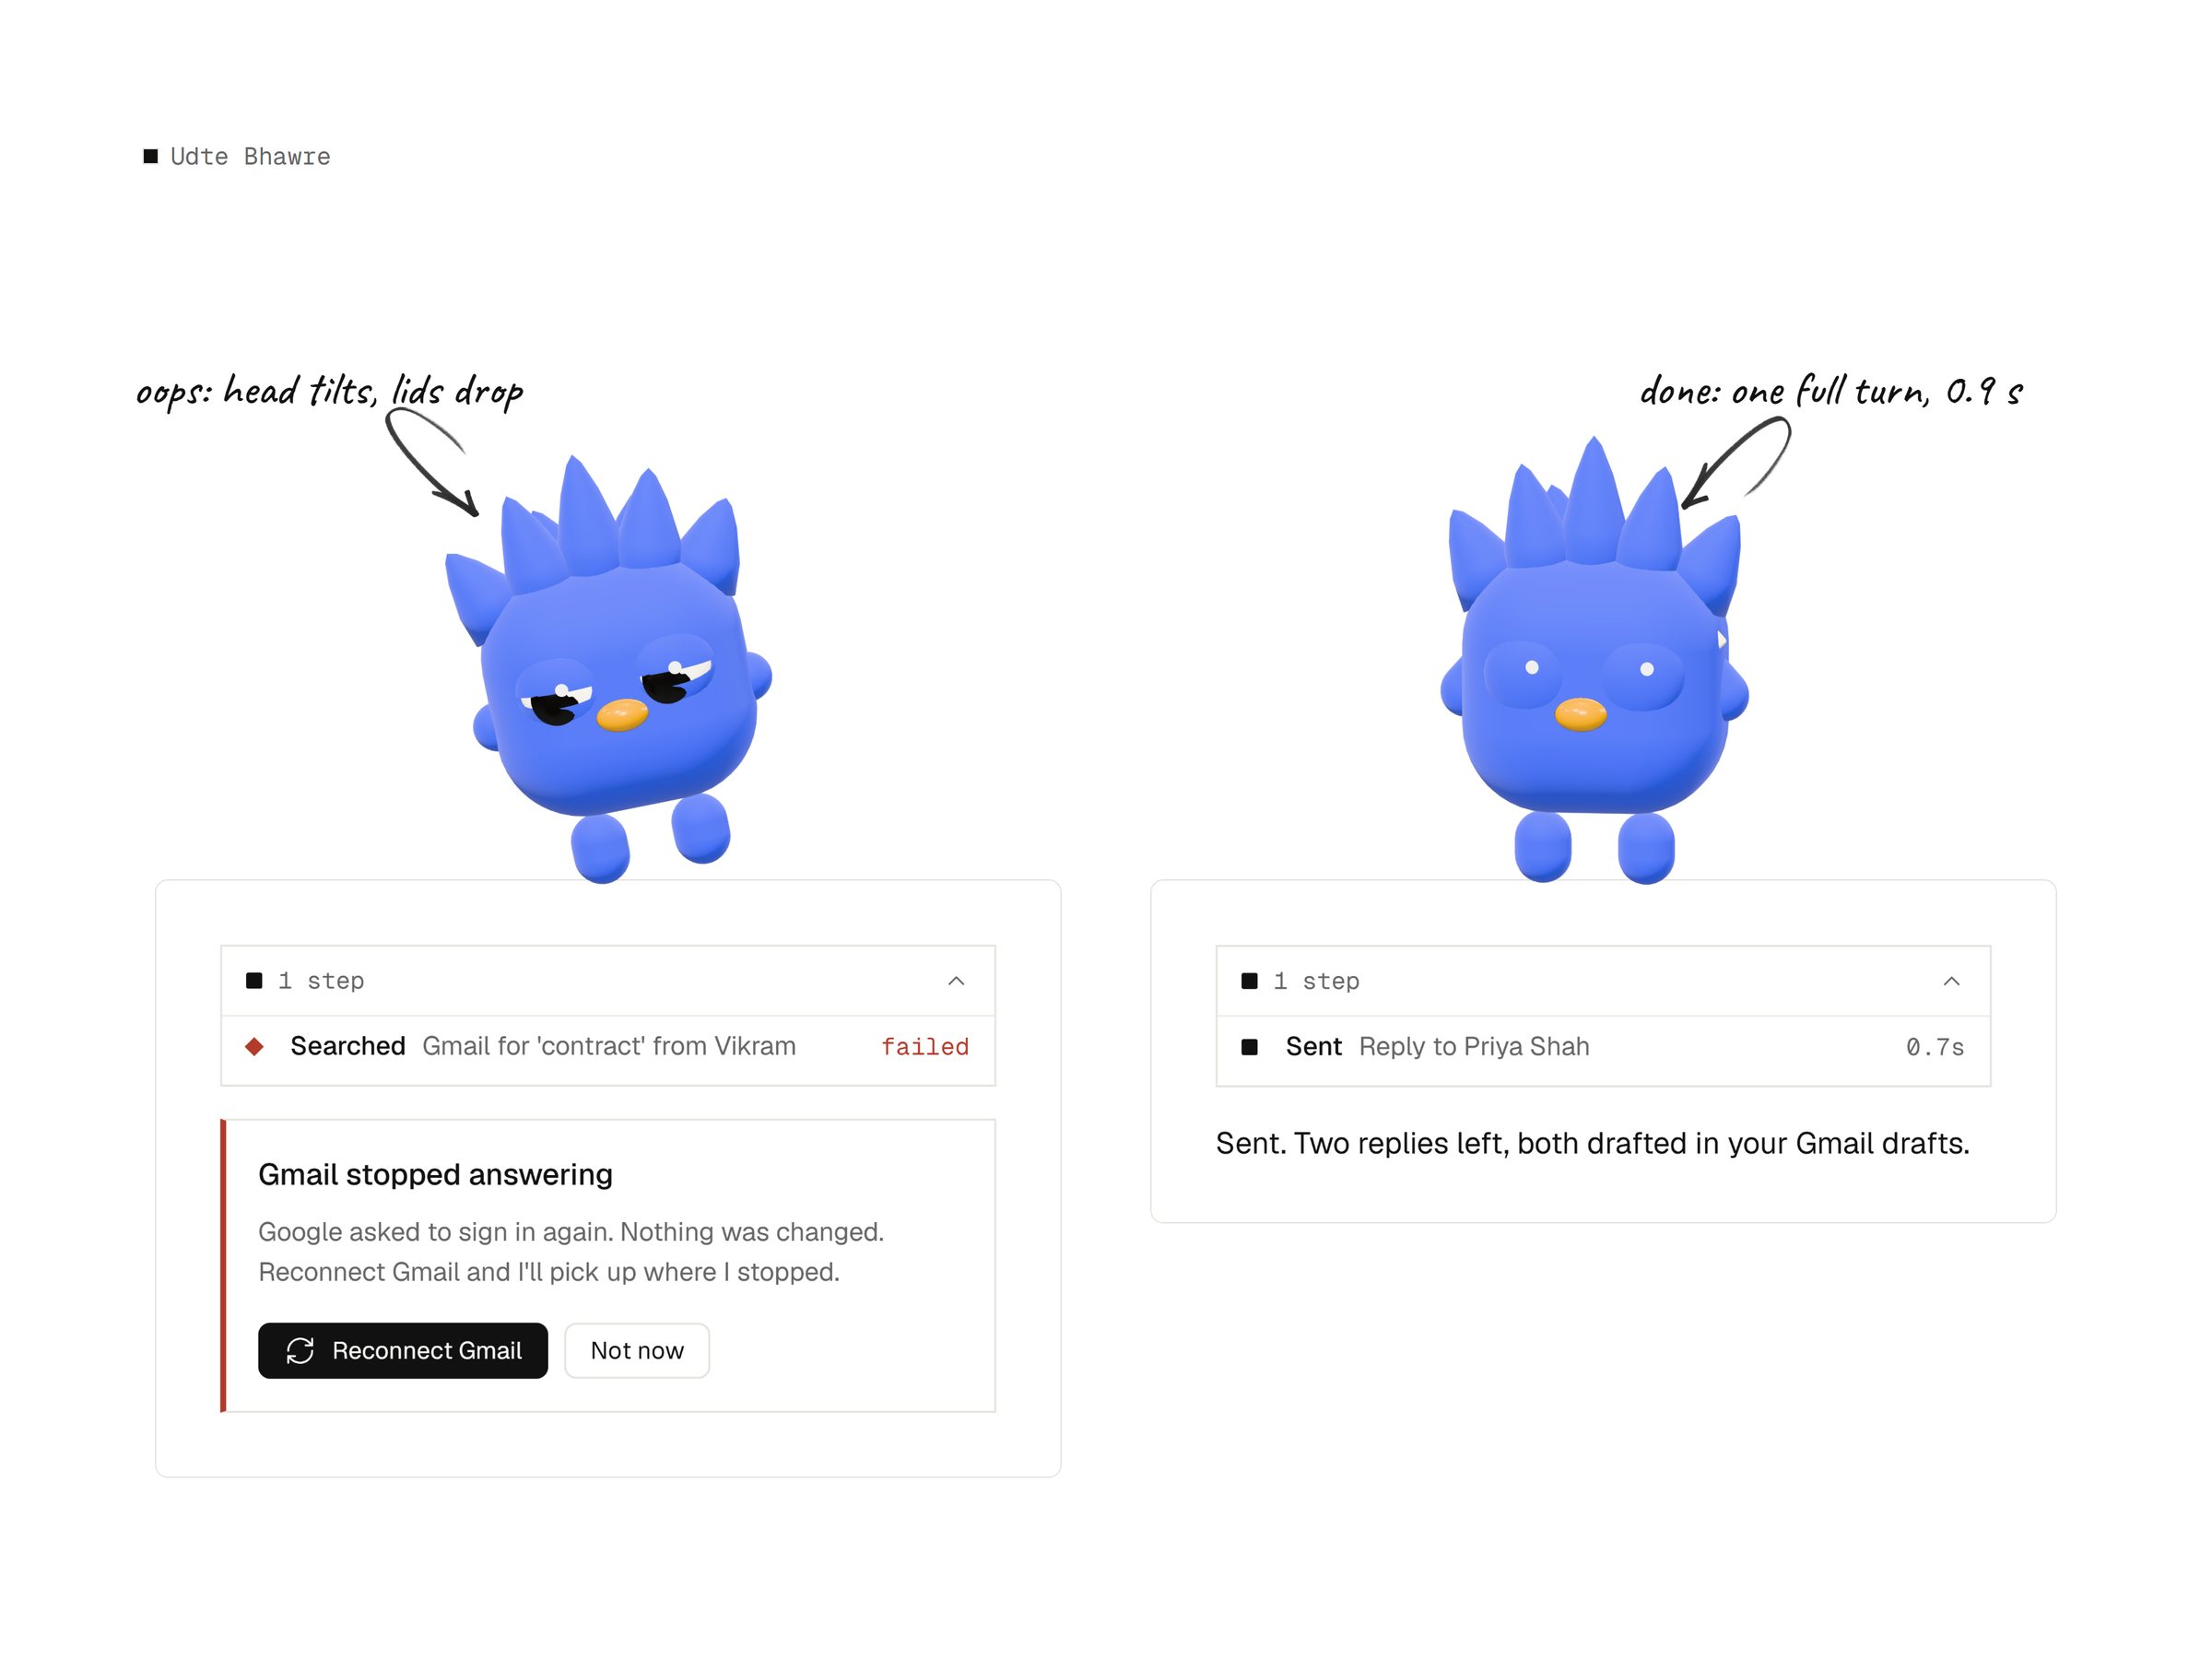 Udte Bhawre
oops: head tilts, lids drop
done: one full turn, 0.9 s
1 step
Searched Gmail for 'contract' from Vikram failed
Gmail stopped answering
Google asked to sign in again. Nothing was changed.
Reconnect Gmail and I'll pick up where I stopped.
Reconnect Gmail
Not now
1 step
Sent Reply to Priya Shah 0.7s
Sent. Two replies left, both drafted in your Gmail drafts.